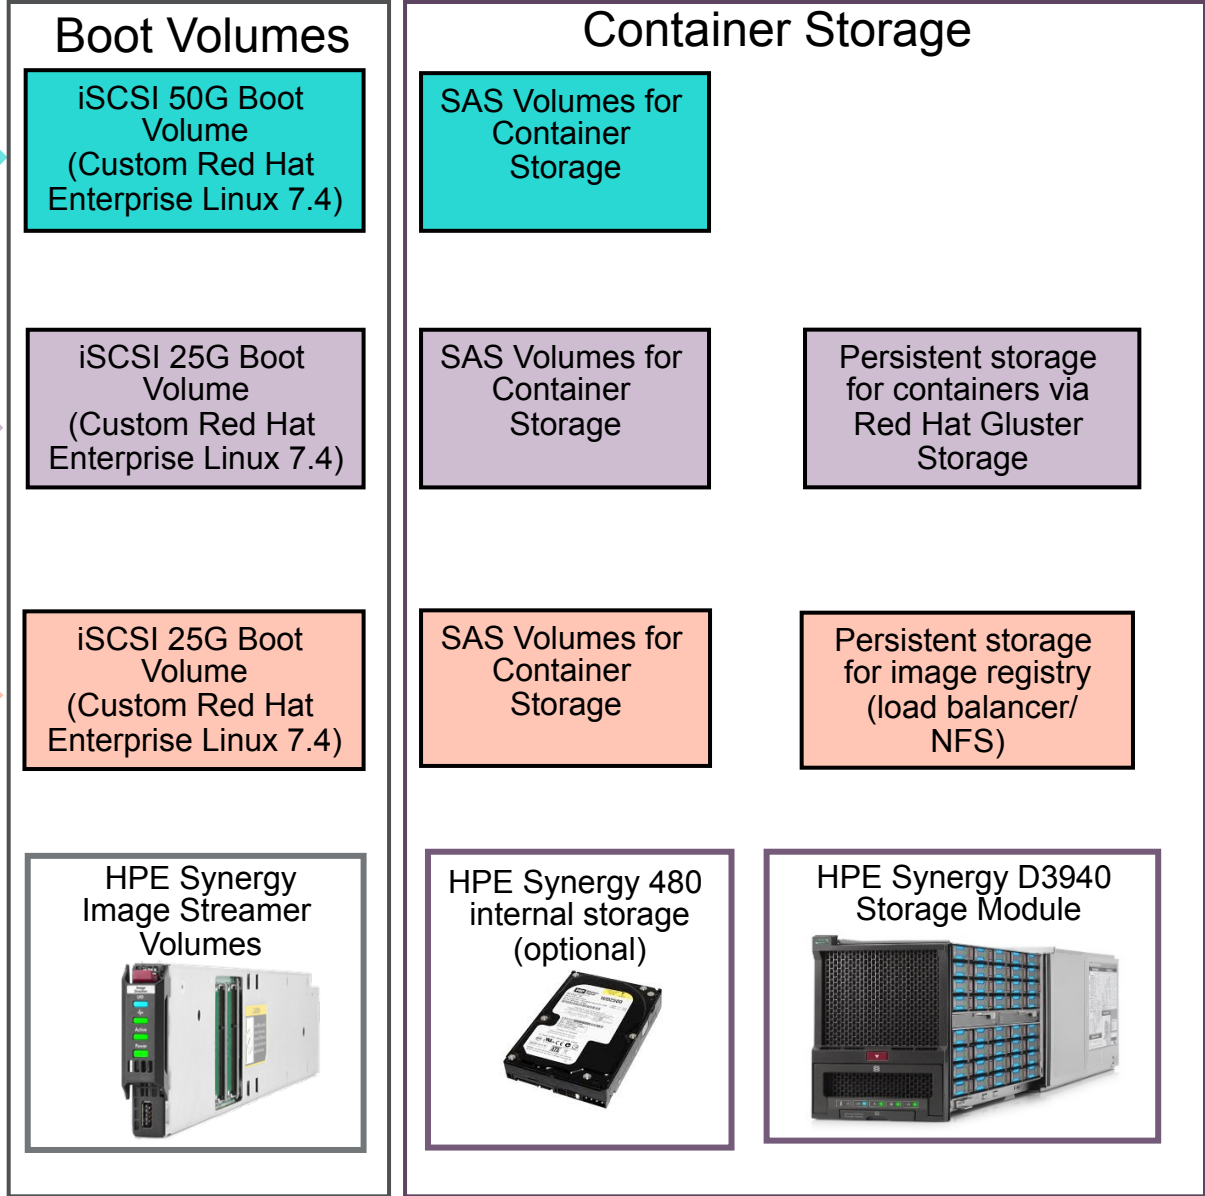 Boot Volumes
Container Storage
iSCSI 50G Boot
Volume
(Custom Red Hat
Enterprise Linux 7.4)
SAS Volumes for
Container
Storage
iSCSI 25G Boot
Volume
(Custom Red Hat
Enterprise Linux 7.4)
SAS Volumes for
Container
Storage
Persistent storage
for containers via
Red Hat Gluster
Storage
iSCSI 25G Boot
Volume
(Custom Red Hat
Enterprise Linux 7.4)
SAS Volumes for
Container
Storage
Persistent storage
for image registry
(load balancer/
NFS)
HPE Synergy
Image Streamer
Volumes
HPE Synergy 480
internal storage
(optional)
HPE Synergy D3940
Storage Module
Active
Power